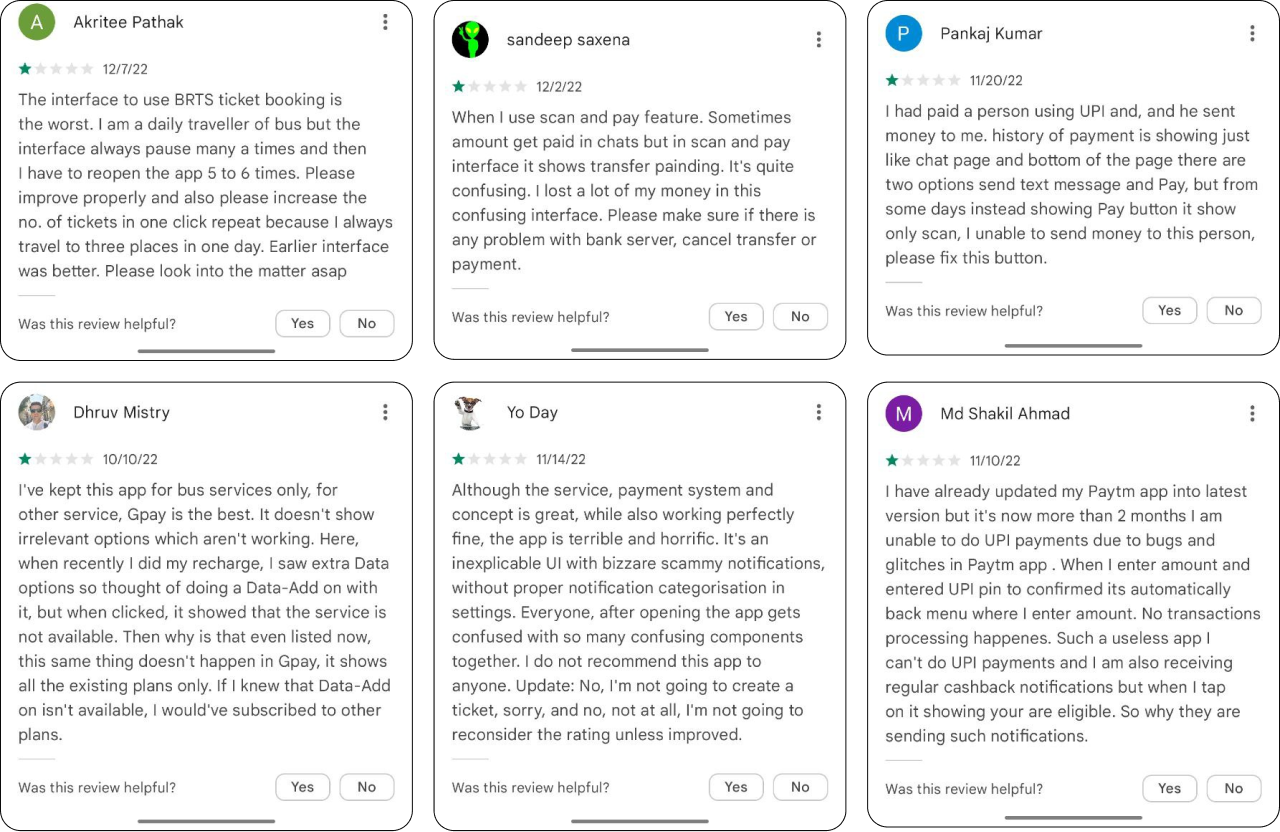 A
Akritee Pathak
12/7/22
The interface to use BRTS ticket booking is
the worst. I am a daily traveller of bus but the
interface always pause many a times and then
I have to reopen the app 5 to 6 times. Please
improve properly and also please increase the
no. of tickets in one click repeat because I always
travel to three places in one day. Earlier interface
was better. Please look into the matter asap
Was this review helpful?
Yes
No
sandeep saxena
12/2/22
When I use scan and pay feature. Sometimes
amount get paid in chats but in scan and pay
interface it shows transfer painding. It's quite
confusing. I lost a lot of my money in this
confusing interface. Please make sure if there is
any problem with bank server, cancel transfer or
payment.
Was this review helpful?
Yes
No
P
Pankaj Kumar
11/20/22
I had paid a person using UPI and, and he sent
money to me. history of payment is showing just
like chat page and bottom of the page there are
two options send text message and Pay, but from
some days instead showing Pay button it show
only scan, I unable to send money to this person,
please fix this button.
Was this review helpful?
Yes
No
Dhruv Mistry
10/10/22
I've kept this app for bus services only, for
other service, Gpay is the best. It doesn't show
irrelevant options which aren't working. Here,
when recently I did my recharge, I saw extra Data
options so thought of doing a Data-Add on with
it, but when clicked, it showed that the service is
not available. Then why is that even listed now,
this same thing doesn't happen in Gpay, it shows
all the existing plans only. If I knew that Data-Add
on isn't available, I would've subscribed to other
plans.
Was this review helpful?
Yes
No
Yo Day
11/14/22
Although the service, payment system and
concept is great, while also working perfectly
fine, the app is terrible and horrific. It's an
inexplicable UI with bizzare scammy notifications,
without proper notification categorisation in
settings. Everyone, after opening the app gets
confused with so many confusing components
together. I do not recommend this app to
anyone. Update: No, I'm not going to create a
ticket, sorry, and no, not at all, I'm not going to
reconsider the rating unless improved.
Was this review helpful?
Yes
No
M
Md Shakil Ahmad
11/10/22
I have already updated my Paytm app into latest
version but it's now more than 2 months I am
unable to do UPI payments due to bugs and
glitches in Paytm app . When I enter amount and
entered UPI pin to confirmed its automatically
back menu where I enter amount. No transactions
processing happenes. Such a useless app I
can't do UPI payments and I am also receiving
regular cashback notifications but when I tap
on it showing your are eligible. So why they are
sending such notifications.
Was this review helpful?
Yes
No